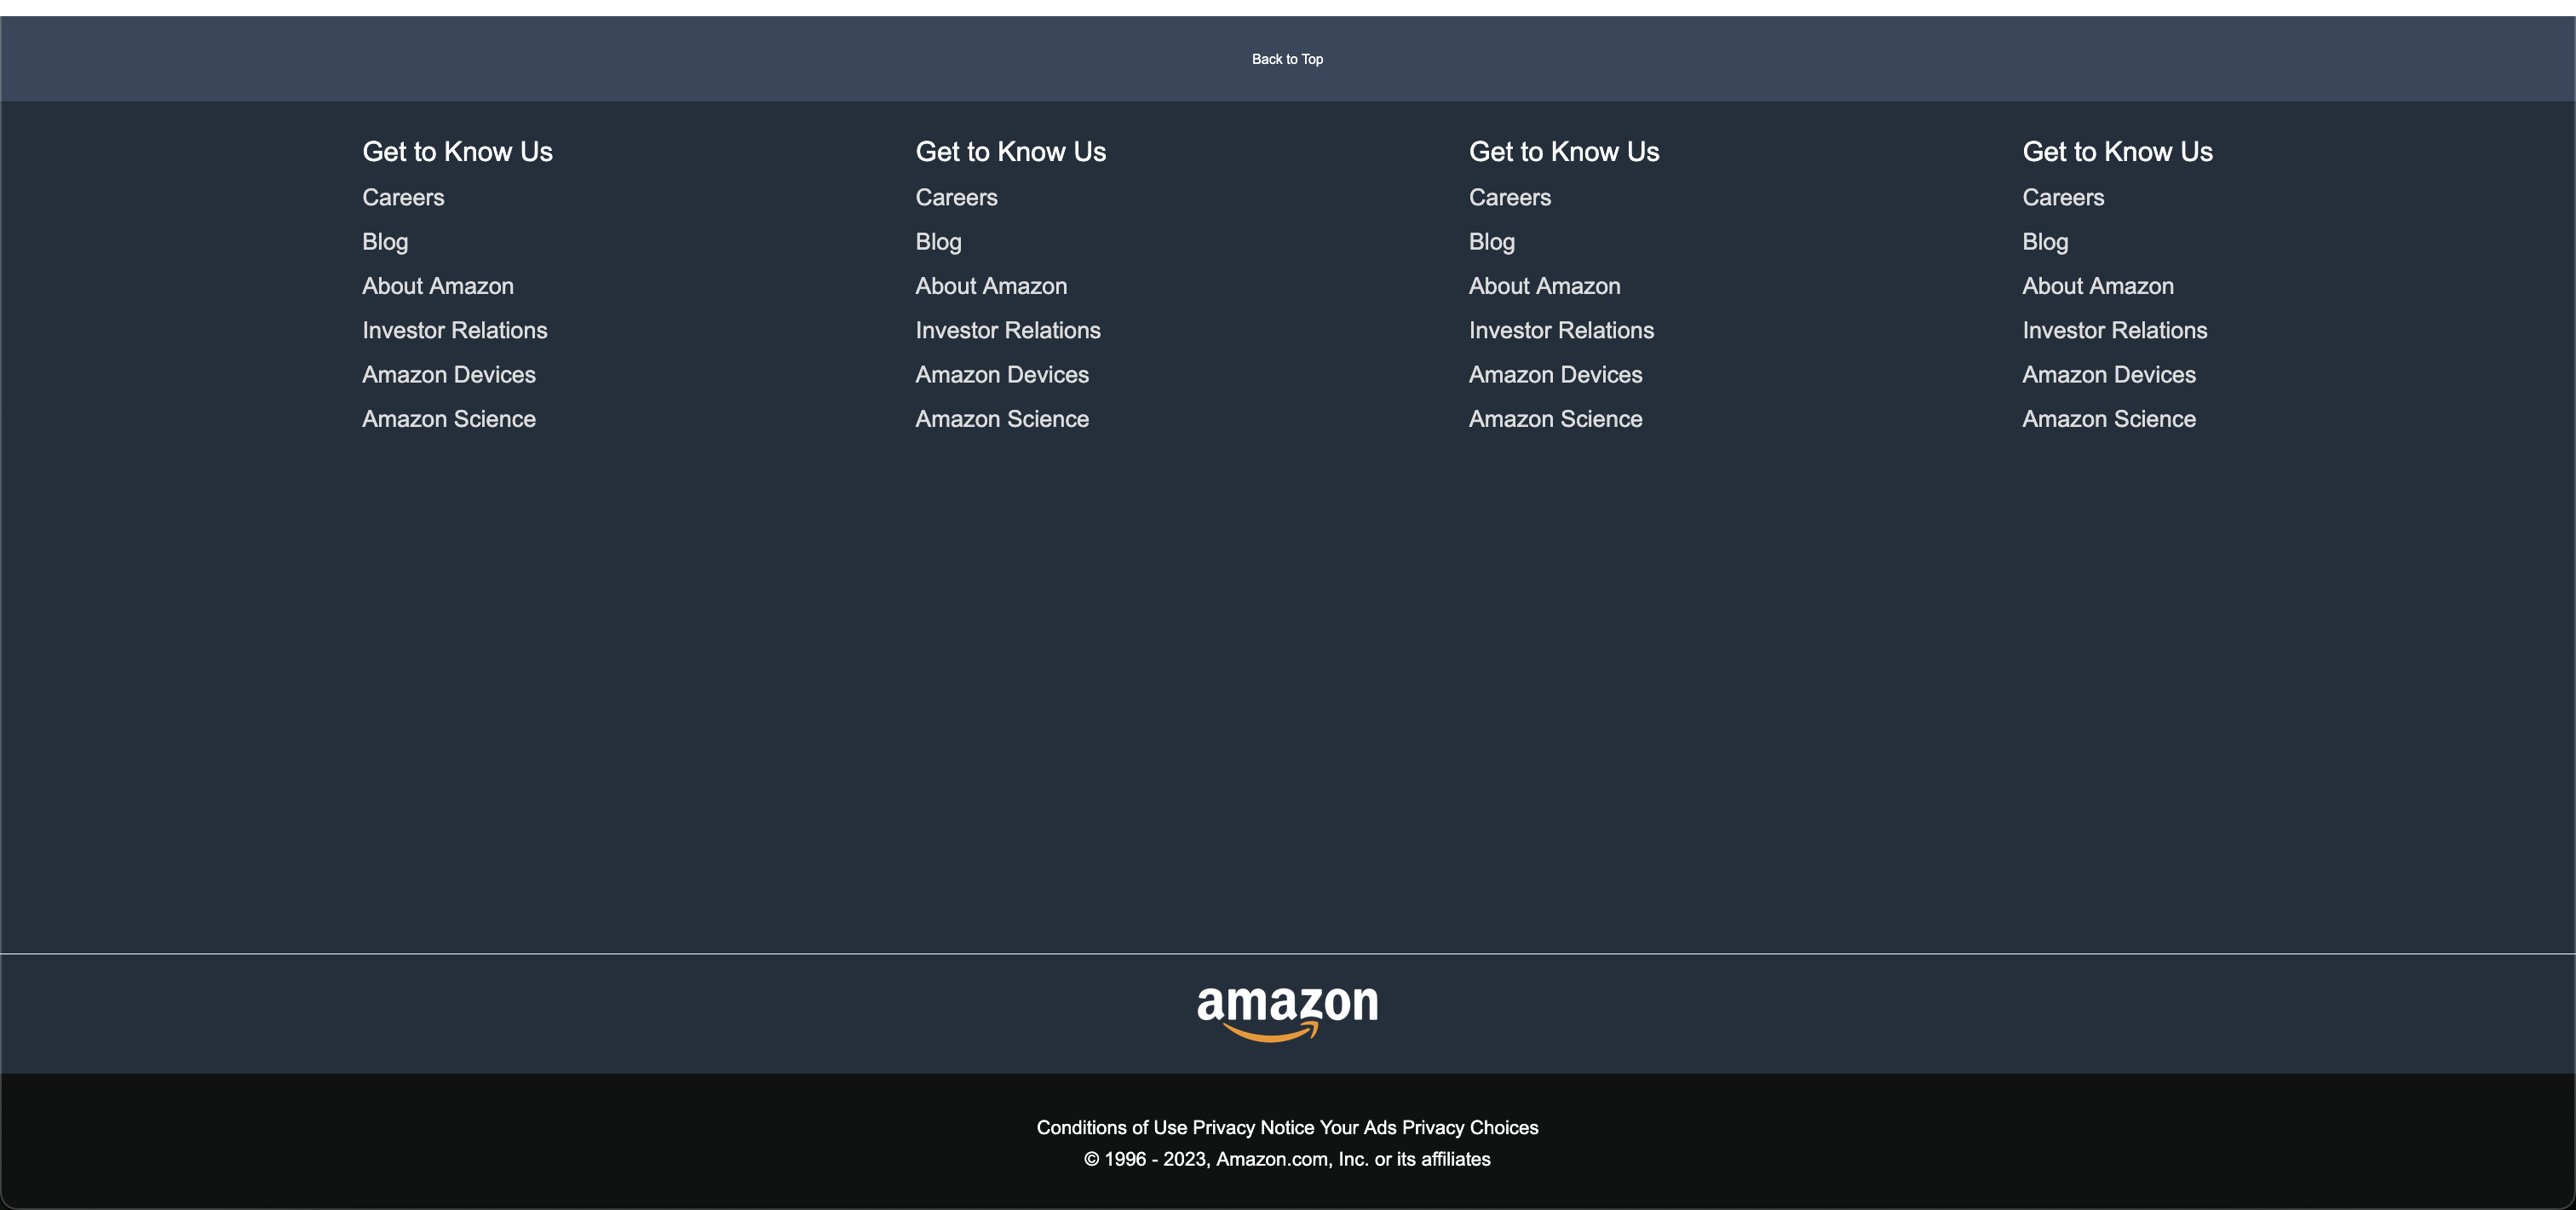 Back to Top
Get to Know Us
Careers
Blog
About Amazon
Investor Relations
Amazon Devices
Amazon Science
Get to Know Us
Careers
Blog
About Amazon
Investor Relations
Amazon Devices
Amazon Science
Get to Know Us
Careers
Blog
About Amazon
Investor Relations
Amazon Devices
Amazon Science
Get to Know Us
Careers
Blog
About Amazon
Investor Relations
Amazon Devices
Amazon Science
amazon
Conditions of Use Privacy Notice Your Ads Privacy Choices
© 1996 - 2023, Amazon.com, Inc. or its affiliates